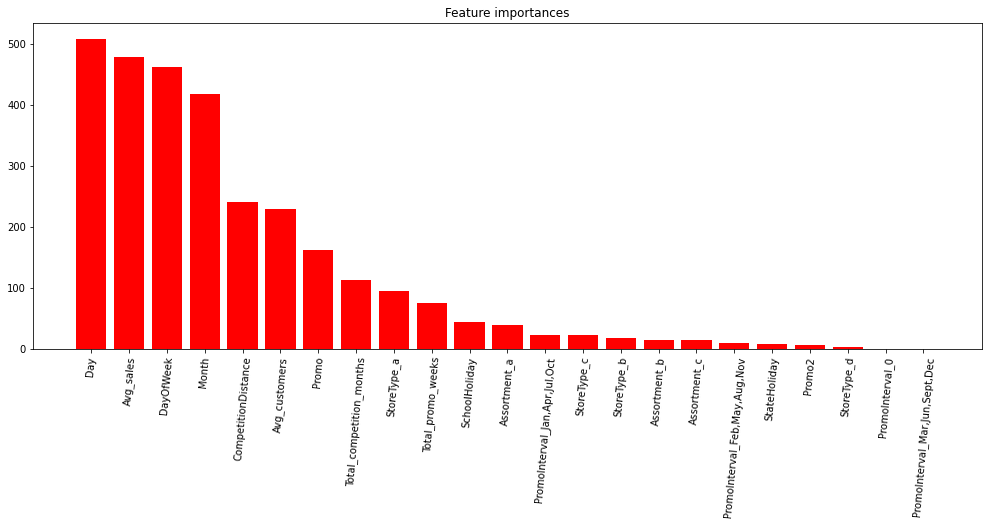 Feature importances
500
400
300
200
100
0
Day
Avg_sales
DayOfWeek
Month
CompetitionDistance
Avg_customers
Promo
Total_competition_months
StoreType_a
Total_promo_weeks
SchoolHoliday
Assortment_a
PromoInterval_Jan,Apr,Jul,Oct
StoreType_c
StoreType_b
Assortment_b
Assortment_c
PromoInterval_Feb,May,Aug,Nov
StateHoliday
Promo2
StoreType_d
PromoInterval_0
PromoInterval_Mar,Jun,Sept,Dec